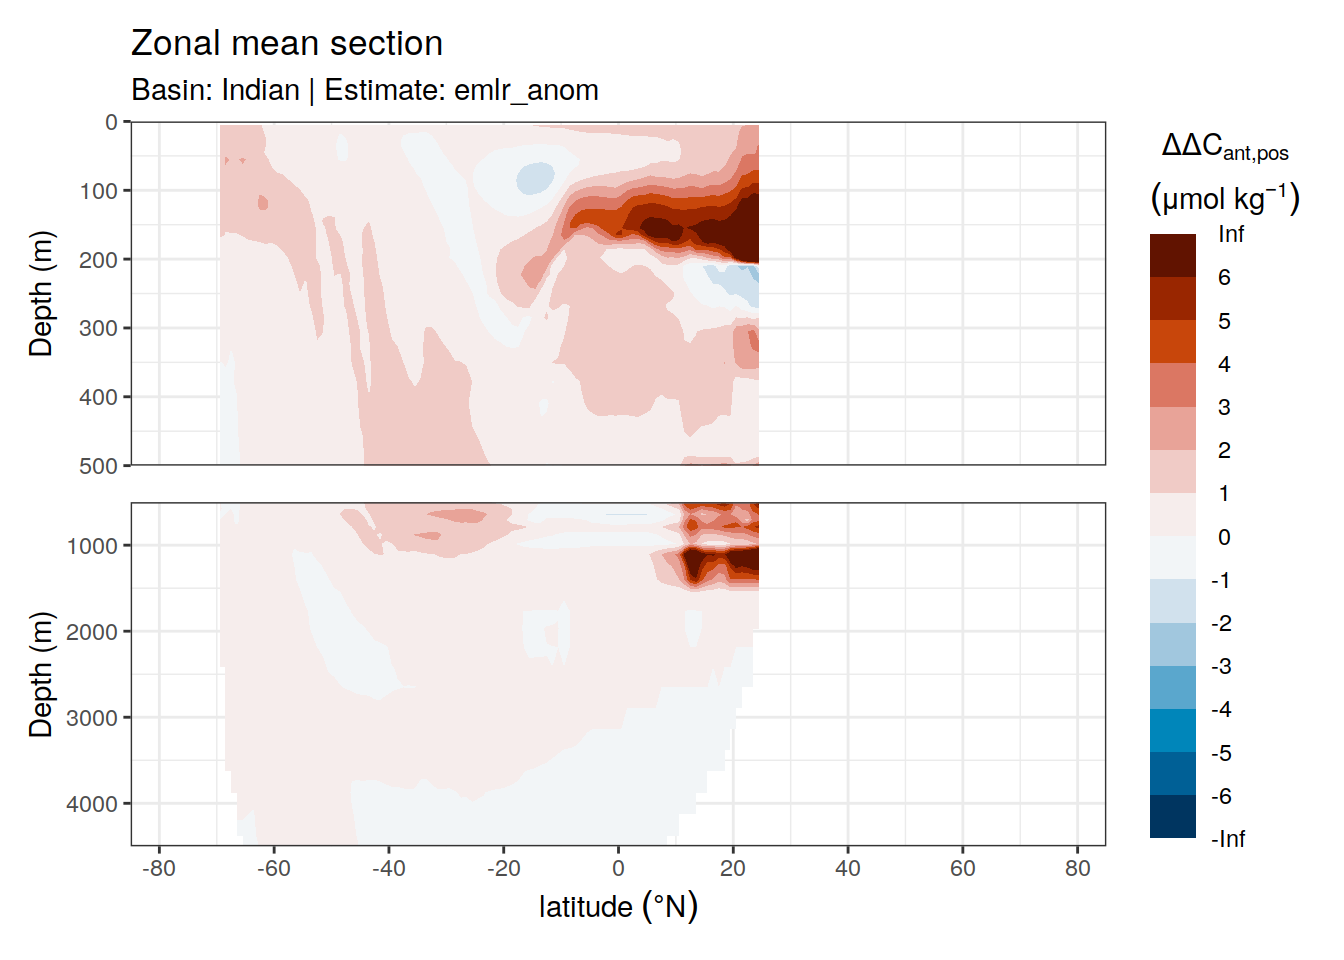 Zonal mean section
Basin: Indian | Estimate: emlr_anom
0
100
200
300
400
500
Depth (m)
1000
2000
3000
4000
Depth (m)
-80 -60 -40 -20 0 20 40 60 80
latitude (°N)
ΔΔCant,pos
(μmol kg⁻¹)
Inf
6
5
4
3
2
1
0
-1
-2
-3
-4
-5
-6
-Inf